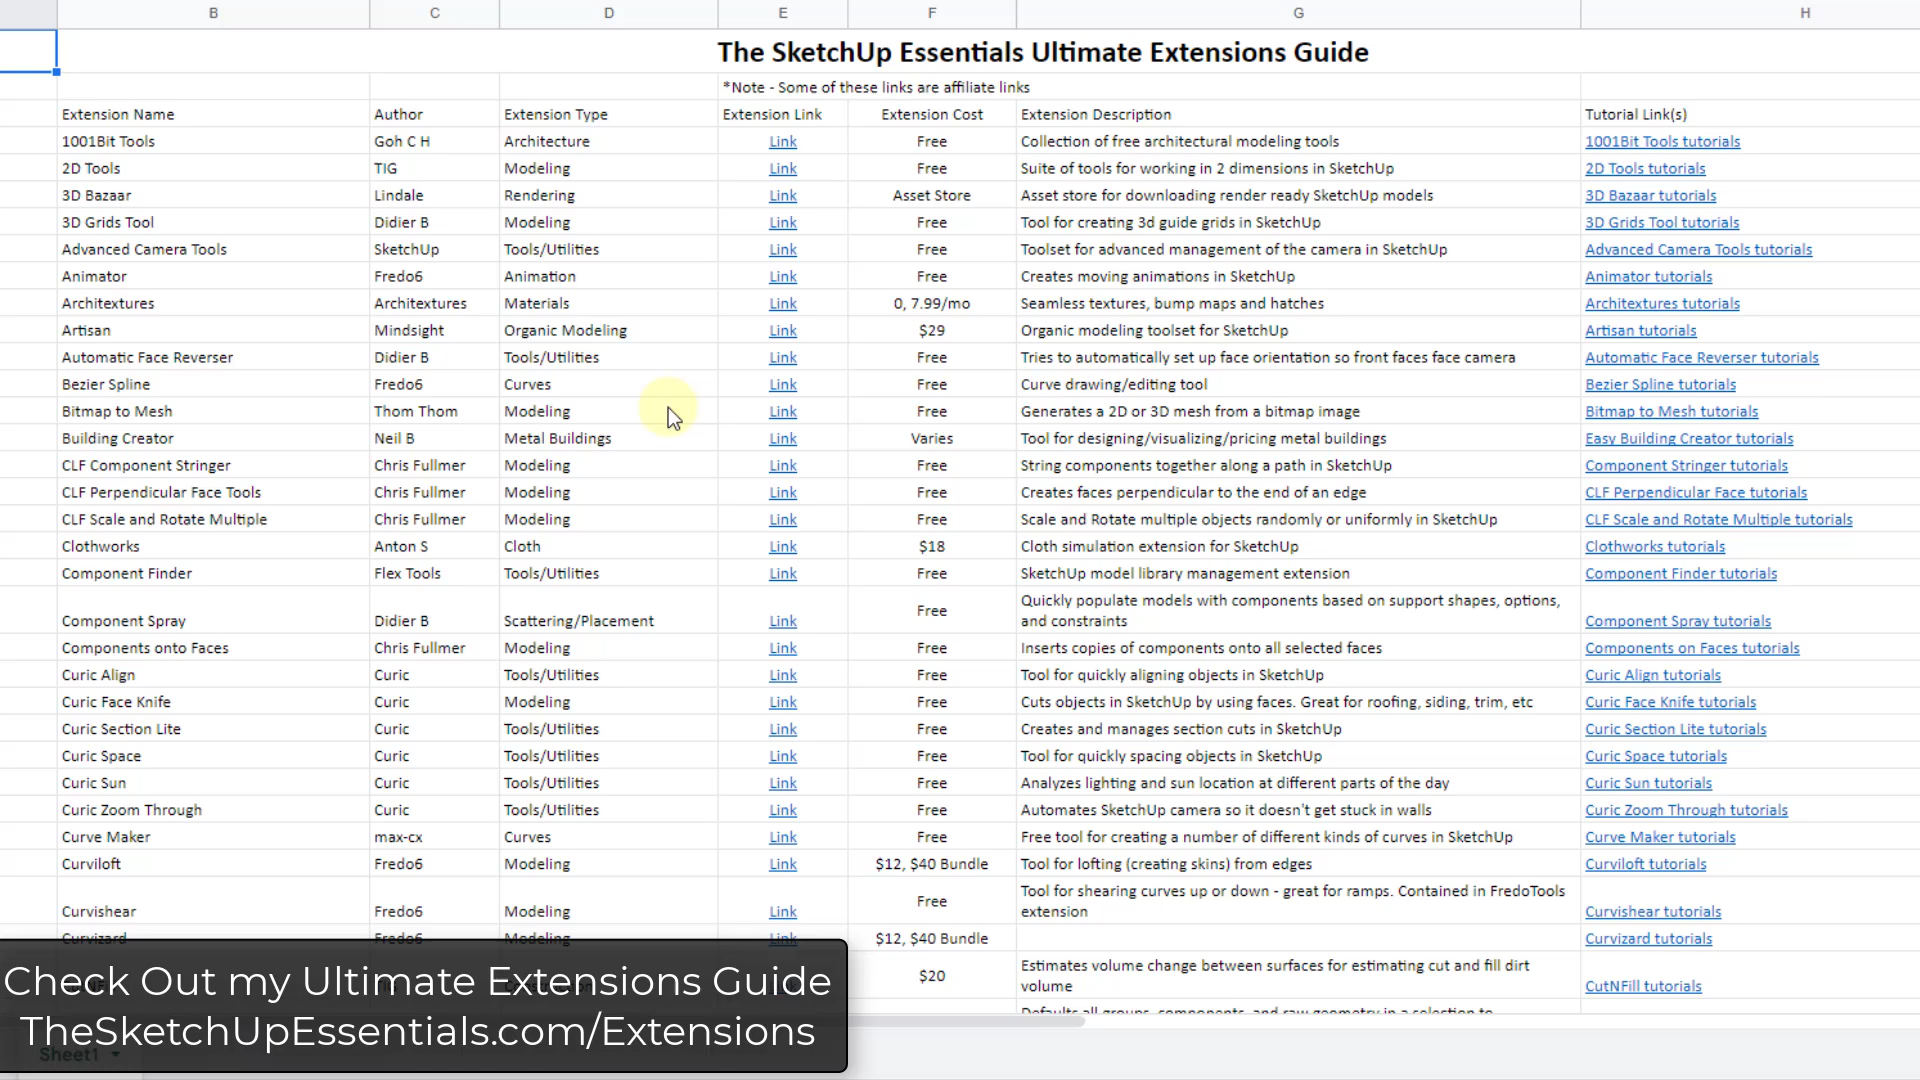 B C D E F G H
The SketchUp Essentials Ultimate Extensions Guide
*Note - Some of these links are affiliate links
Extension Name Author Extension Type Extension Link Extension Cost Extension Description Tutorial Link(s)
1001Bit Tools Goh C H Architecture Link Free Collection of free architectural modeling tools 1001Bit Tools tutorials
2D Tools TIG Modeling Link Free Suite of tools for working in 2 dimensions in SketchUp 2D Tools tutorials
3D Bazaar Lindale Rendering Link Asset Store Asset store for downloading render ready SketchUp models 3D Bazaar tutorials
3D Grids Tool Didier B Modeling Link Free Tool for creating 3d guide grids in SketchUp 3D Grids Tool tutorials
Advanced Camera Tools SketchUp Tools/Utilities Link Free Toolset for advanced management of the camera in SketchUp Advanced Camera Tools tutorials
Animator Fredo6 Animation Link Free Creates moving animations in SketchUp Animator tutorials
Architextures Architextures Materials Link 0, 7.99/mo Seamless textures, bump maps and hatches Architextures tutorials
Artisan Mindsight Organic Modeling Link $29 Organic modeling toolset for SketchUp Artisan tutorials
Automatic Face Reverser Didier B Tools/Utilities Link Free Tries to automatically set up face orientation so front faces face camera Automatic Face Reverser tutorials
Bezier Spline Fredo6 Curves Link Free Curve drawing/editing tool Bezier Spline tutorials
Bitmap to Mesh Thom Thom Modeling Link Free Generates a 2D or 3D mesh from a bitmap image Bitmap to Mesh tutorials
Building Creator Neil B Metal Buildings Link Varies Tool for designing/visualizing/pricing metal buildings Easy Building Creator tutorials
CLF Component Stringer Chris Fullmer Modeling Link Free String components together along a path in SketchUp Component Stringer tutorials
CLF Perpendicular Face Tools Chris Fullmer Modeling Link Free Creates faces perpendicular to the end of an edge CLF Perpendicular Face tutorials
CLF Scale and Rotate Multiple Chris Fullmer Modeling Link Free Scale and Rotate multiple objects randomly or uniformly in SketchUp CLF Scale and Rotate Multiple tutorials
Clothworks Anton S Cloth Link $18 Cloth simulation extension for SketchUp Clothworks tutorials
Component Finder Flex Tools Tools/Utilities Link Free SketchUp model library management extension Component Finder tutorials
Free Quickly populate models with components based on support shapes, options,
Component Spray Didier B Scattering/Placement Link and constraints Component Spray tutorials
Components onto Faces Chris Fullmer Modeling Link Free Inserts copies of components onto all selected faces Components on Faces tutorials
Curic Align Curic Tools/Utilities Link Free Tool for quickly aligning objects in SketchUp Curic Align tutorials
Curic Face Knife Curic Modeling Link Free Cuts objects in SketchUp by using faces. Great for roofing, siding, trim, etc Curic Face Knife tutorials
Curic Section Lite Curic Tools/Utilities Link Free Creates and manages section cuts in SketchUp Curic Section Lite tutorials
Curic Space Curic Tools/Utilities Link Free Tool for quickly spacing objects in SketchUp Curic Space tutorials
Curic Sun Curic Tools/Utilities Link Free Analyzes lighting and sun location at different parts of the day Curic Sun tutorials
Curic Zoom Through Curic Tools/Utilities Link Free Automates SketchUp camera so it doesn't get stuck in walls Curic Zoom Through tutorials
Curve Maker max-cx Curves Link Free Free tool for creating a number of different kinds of curves in SketchUp Curve Maker tutorials
Curviloft Fredo6 Modeling Link $12, $40 Bundle Tool for lofting (creating skins) from edges Curviloft tutorials
Free Tool for shearing curves up or down - great for ramps. Contained in FredoTools
Curvishear Fredo6 Modeling Link extension Curvishear tutorials
Curvizard Fredo6 Modeling Link $12, $40 Bundle Curvizard tutorials
$20 Estimates volume change between surfaces for estimating cut and fill dirt
volume CutNFill tutorials
Defaults all groups, components, and raw geometry in a selection to
Check Out my Ultimate Extensions Guide
TheSketchUpEssentials.com/Extensions
Sheet1